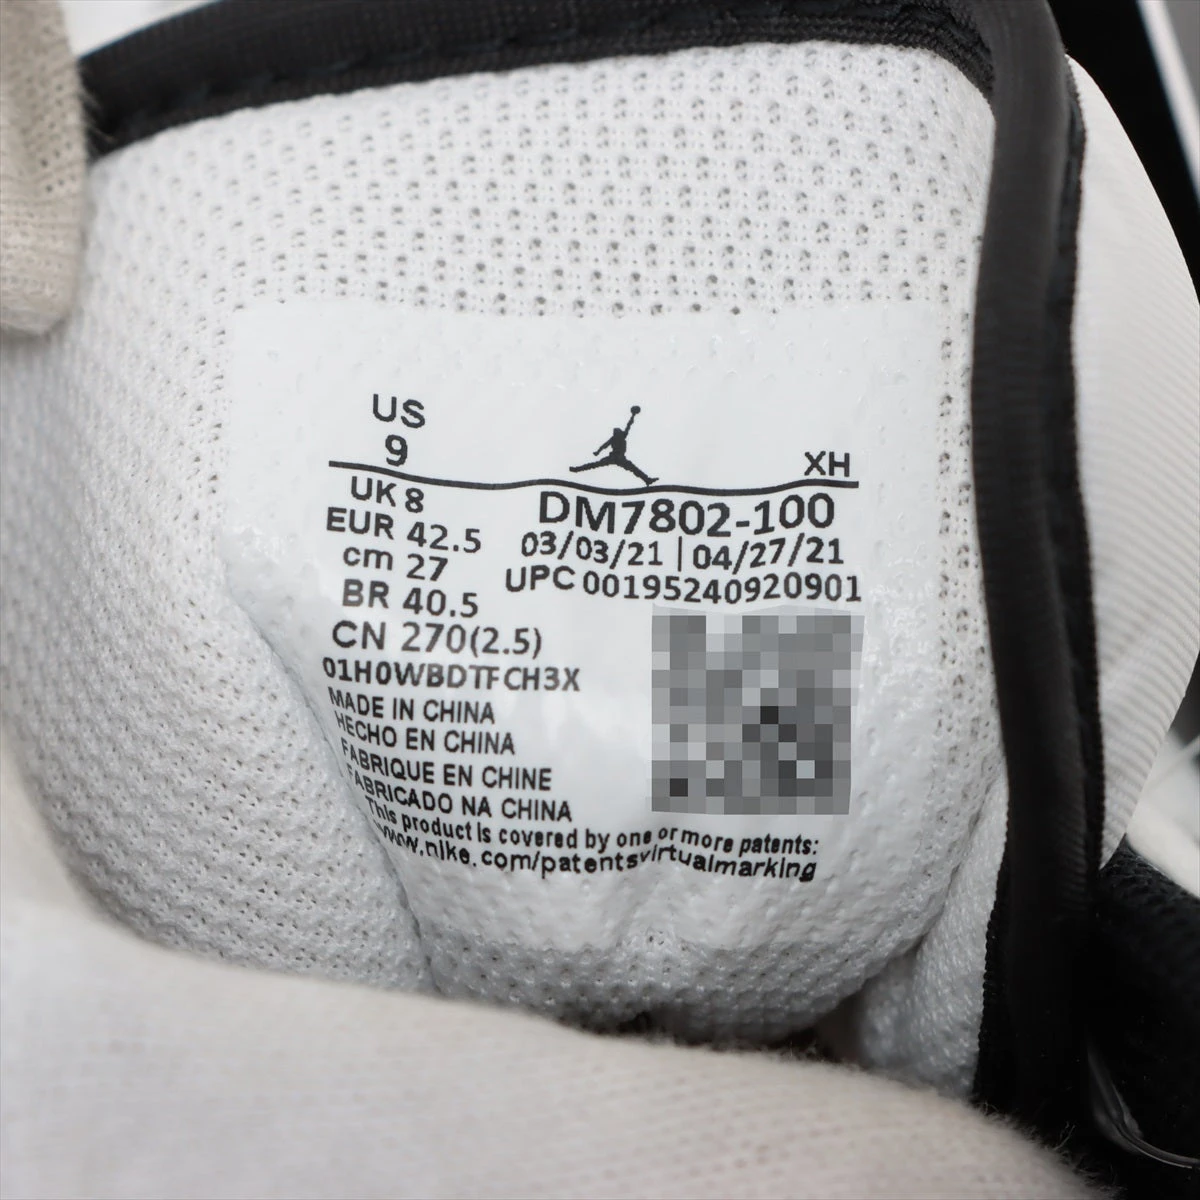 US
9
XH
UK 8
EUR 42.5
cm 27
BR 40.5
CN 270(2.5)
DM7802-100
03/03/21 | 04/27/21
UPC 00195240920901
01H0WBDTFCH3X
MADE IN CHINA
HECHO EN CHINA
FABRIQUE EN CHINE
FABRICADO NA CHINA
This product is covered by one or more patents:
www.nike.com/patentsvirtualmarking